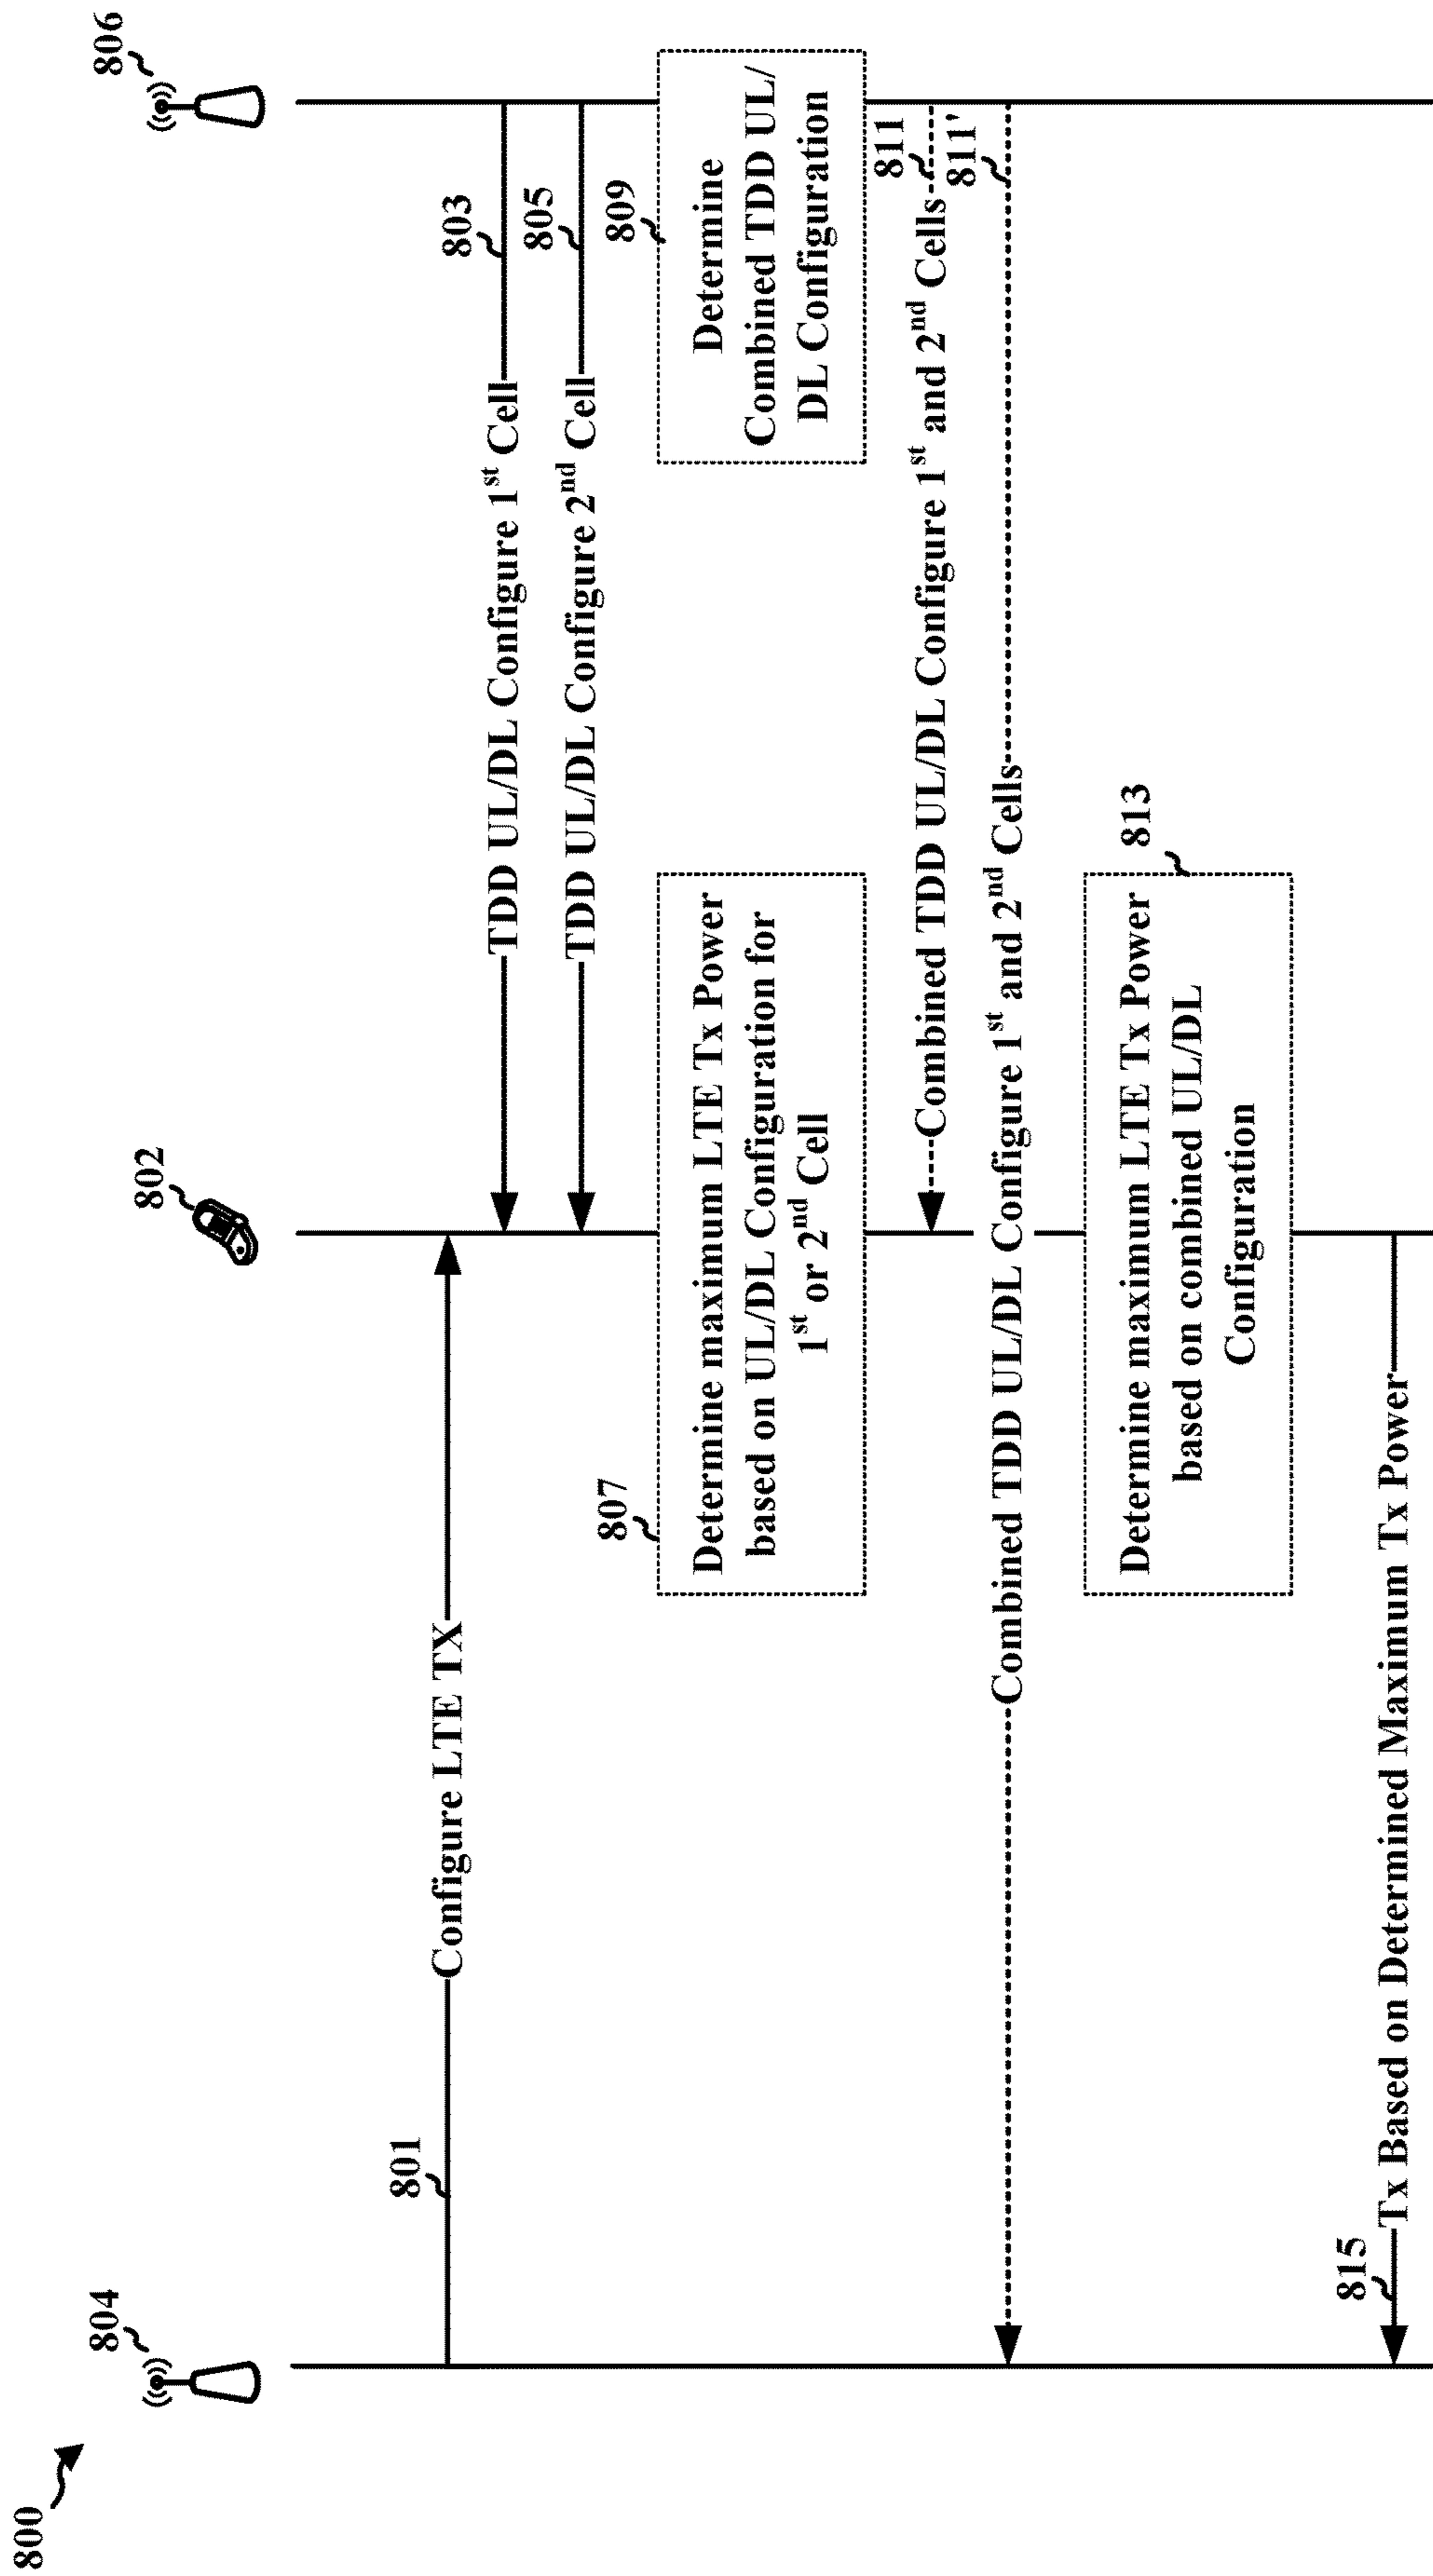 800
804
802
806
801
Configure LTE TX
803
TDD UL/DL Configure 1st Cell
805
TDD UL/DL Configure 2nd Cell
807
Determine maximum LTE Tx Power
based on UL/DL Configuration for
1st or 2nd Cell
809
Determine
Combined TDD UL/
DL Configuration
811
Combined TDD UL/DL Configure 1st and 2nd Cells
811'
Combined TDD UL/DL Configure 1st and 2nd Cells
813
Determine maximum LTE Tx Power
based on combined UL/DL
Configuration
815
Tx Based on Determined Maximum Tx Power